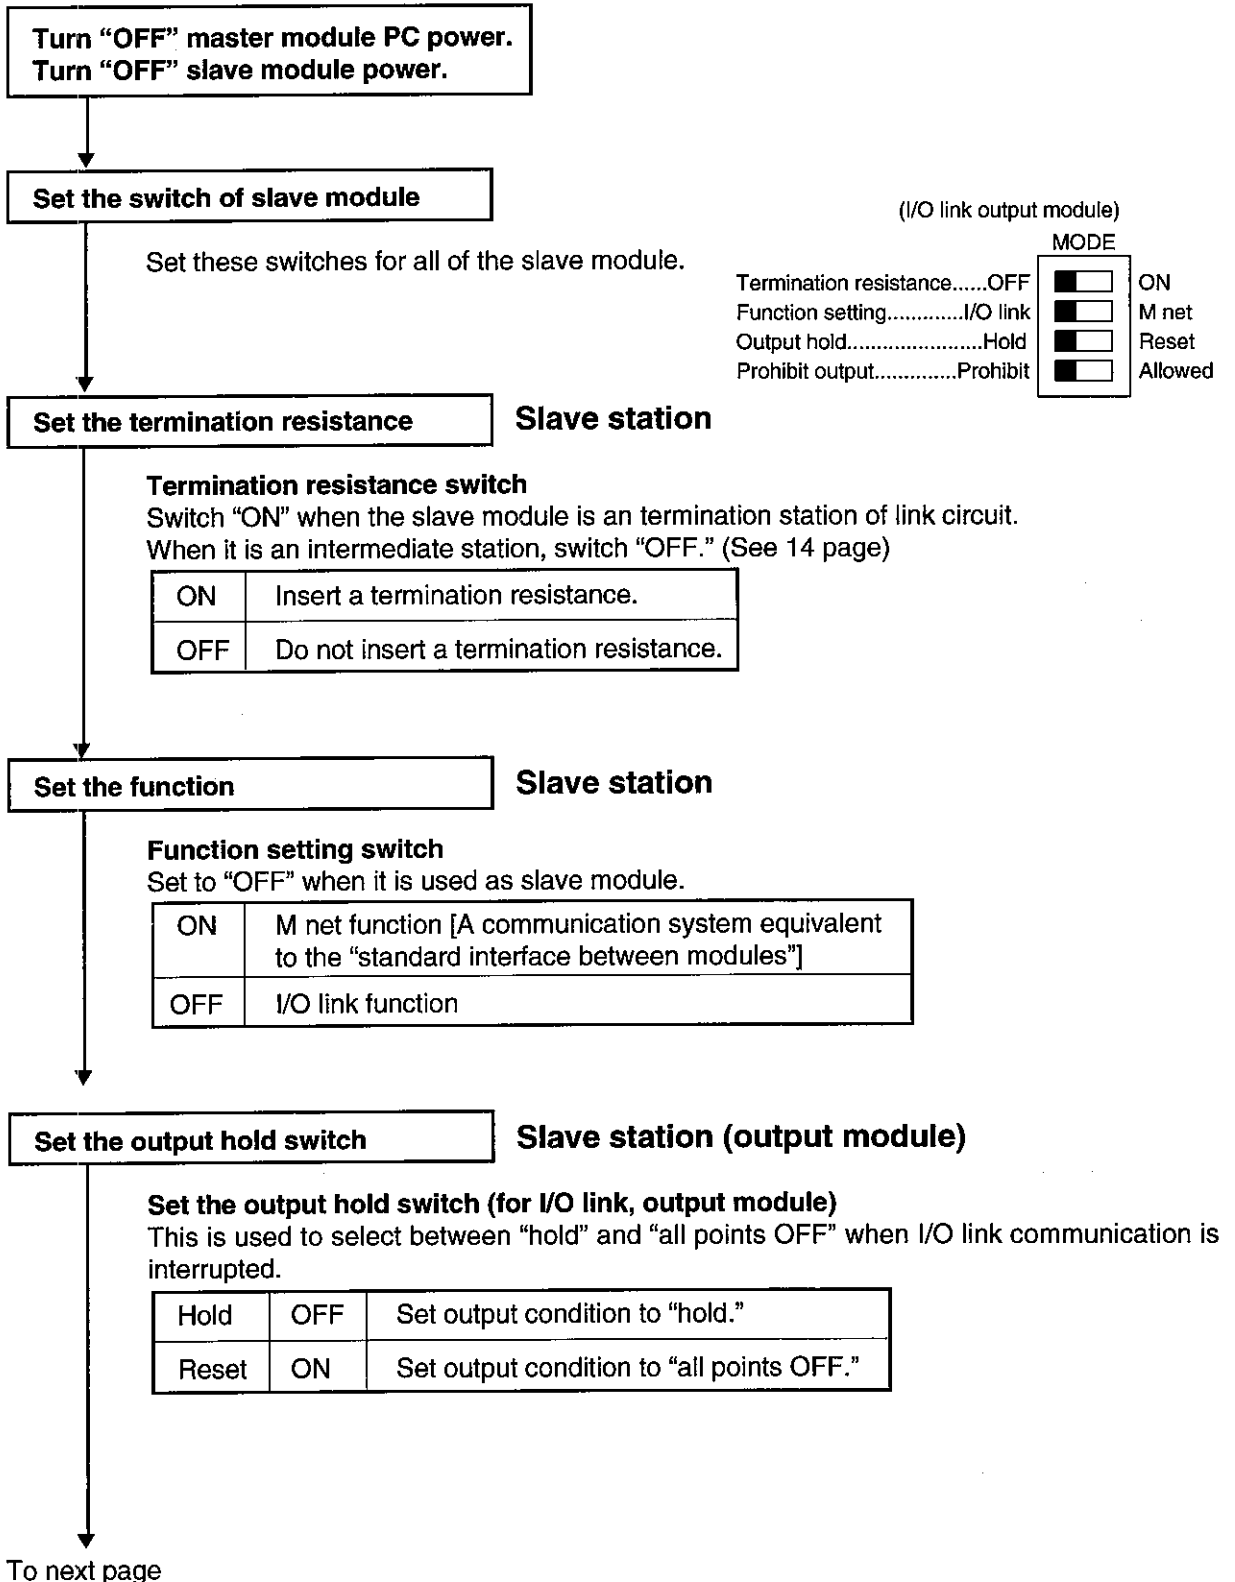 Turn “OFF” master module PC power.
Turn “OFF” slave module power.
Set the switch of slave module
Set these switches for all of the slave module.
(I/O link output module)
MODE
Termination resistance......OFF ON
Function setting.............I/O link M net
Output hold.......................Hold Reset
Prohibit output..............Prohibit Allowed
Set the termination resistance Slave station
Termination resistance switch
Switch “ON” when the slave module is an termination station of link circuit.
When it is an intermediate station, switch “OFF.” (See 14 page)
ON Insert a termination resistance.
OFF Do not insert a termination resistance.
Set the function Slave station
Function setting switch
Set to “OFF” when it is used as slave module.
ON M net function [A communication system equivalent
to the “standard interface between modules”]
OFF I/O link function
Set the output hold switch Slave station (output module)
Set the output hold switch (for I/O link, output module)
This is used to select between “hold” and “all points OFF” when I/O link communication is
interrupted.
Hold OFF Set output condition to “hold.”
Reset ON Set output condition to “all points OFF.”
To next page